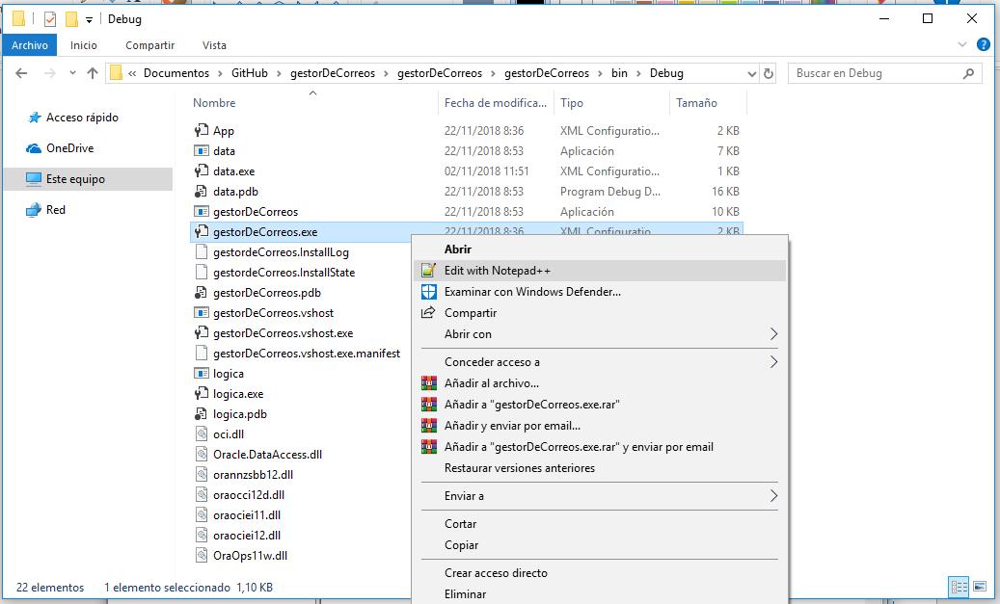 Debug
Archivo Inicio Compartir Vista
« Documentos > GitHub > gestorDeCorreos > gestorDeCorreos > gestorDeCorreos > bin > Debug
Buscar en Debug
Acceso rápido
OneDrive
Este equipo
Red
Nombre Fecha de modifica... Tipo Tamaño
App 22/11/2018 8:36 XML Configuratio... 2 KB
data 22/11/2018 8:53 Aplicación 7 KB
data.exe 02/11/2018 11:51 XML Configuratio... 1 KB
data.pdb 22/11/2018 8:53 Program Debug D... 16 KB
gestorDeCorreos 22/11/2018 8:53 Aplicación 10 KB
gestorDeCorreos.exe 22/11/2018 8:36 XML Configuratio... 2 KB
gestordeCorreos.InstallLog
gestordeCorreos.InstallState
gestorDeCorreos.pdb
gestorDeCorreos.vshost
gestorDeCorreos.vshost.exe
gestorDeCorreos.vshost.exe.manifest
logica
logica.exe
logica.pdb
oci.dll
Oracle.DataAccess.dll
orannzsbb12.dll
oraocci12d.dll
oraociei11.dll
oraociei12.dll
OraOps11w.dll
Abrir
Edit with Notepad++
Examinar con Windows Defender...
Compartir
Abrir con
Conceder acceso a
Añadir al archivo...
Añadir a "gestorDeCorreos.exe.rar"
Añadir y enviar por email...
Añadir a "gestorDeCorreos.exe.rar" y enviar por email
Restaurar versiones anteriores
Enviar a
Cortar
Copiar
Crear acceso directo
Eliminar
22 elementos 1 elemento seleccionado 1,10 KB